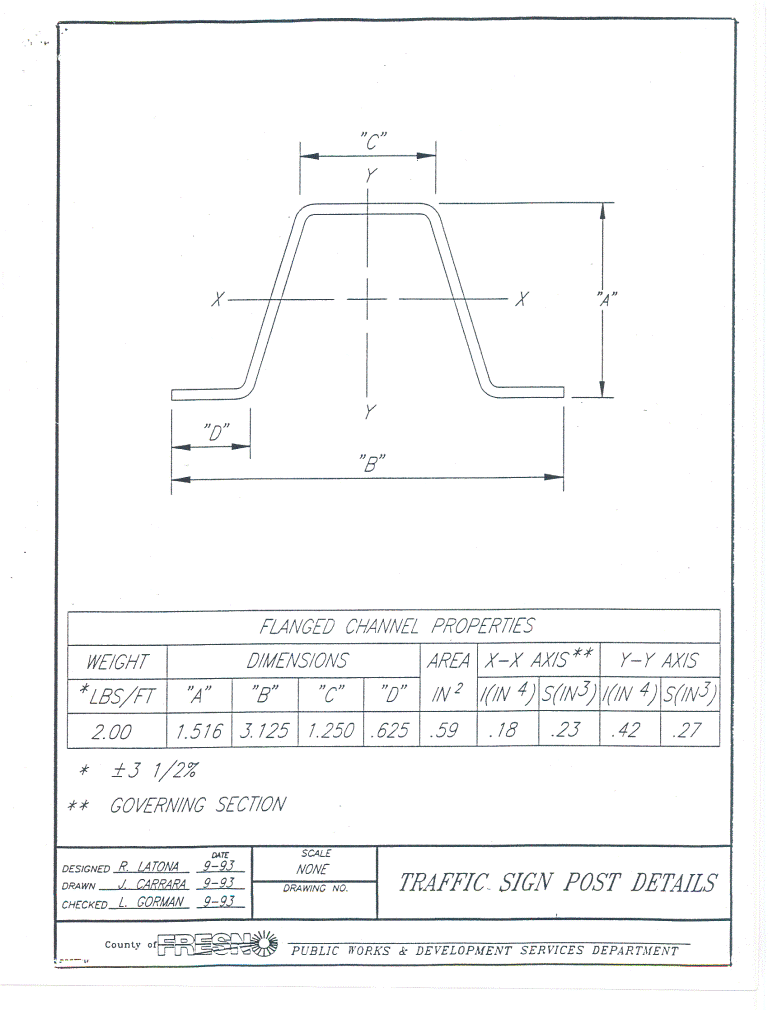 "C"
Y
X X "A"
Y
"D"
"B"
FLANGED CHANNEL PROPERTIES
WEIGHT DIMENSIONS AREA X-X AXIS** Y-Y AXIS
*LBS/FT "A" "B" "C" "D" IN 2 I(IN 4) S(IN3) I(IN 4) S(IN3)
2.00 1.516 3.125 1.250 .625 .59 .18 .23 .42 .27
* ±3 1/2%
** GOVERNING SECTION
DATE
DESIGNED R. LATONA 9-93
DRAWN J. CARRARA 9-93
CHECKED L. GORMAN 9-93
SCALE
NONE
DRAWING NO.
TRAFFIC SIGN POST DETAILS
County of FRESNO
PUBLIC WORKS & DEVELOPMENT SERVICES DEPARTMENT